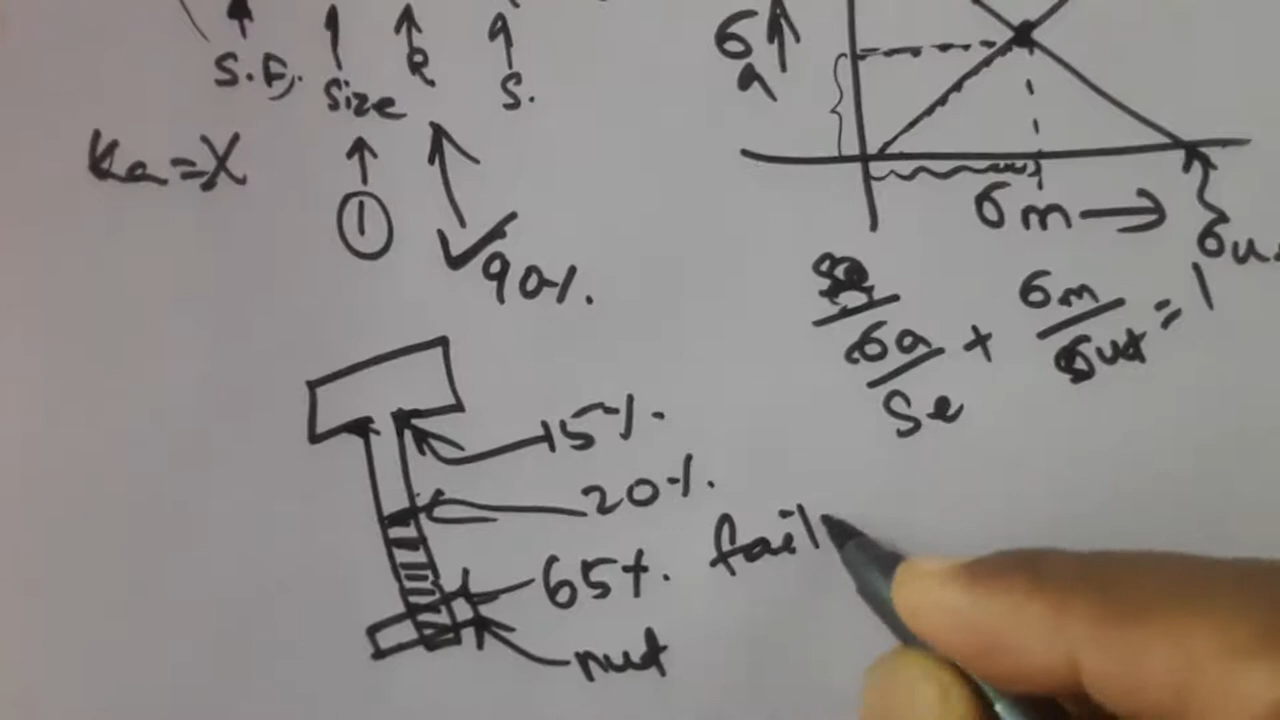 S.F.
Size
R
S.
Ka = X
1
90%.
σa
σm
σu
σa/Se + σm/σut = 1
15%.
20%.
65%. fail
nut